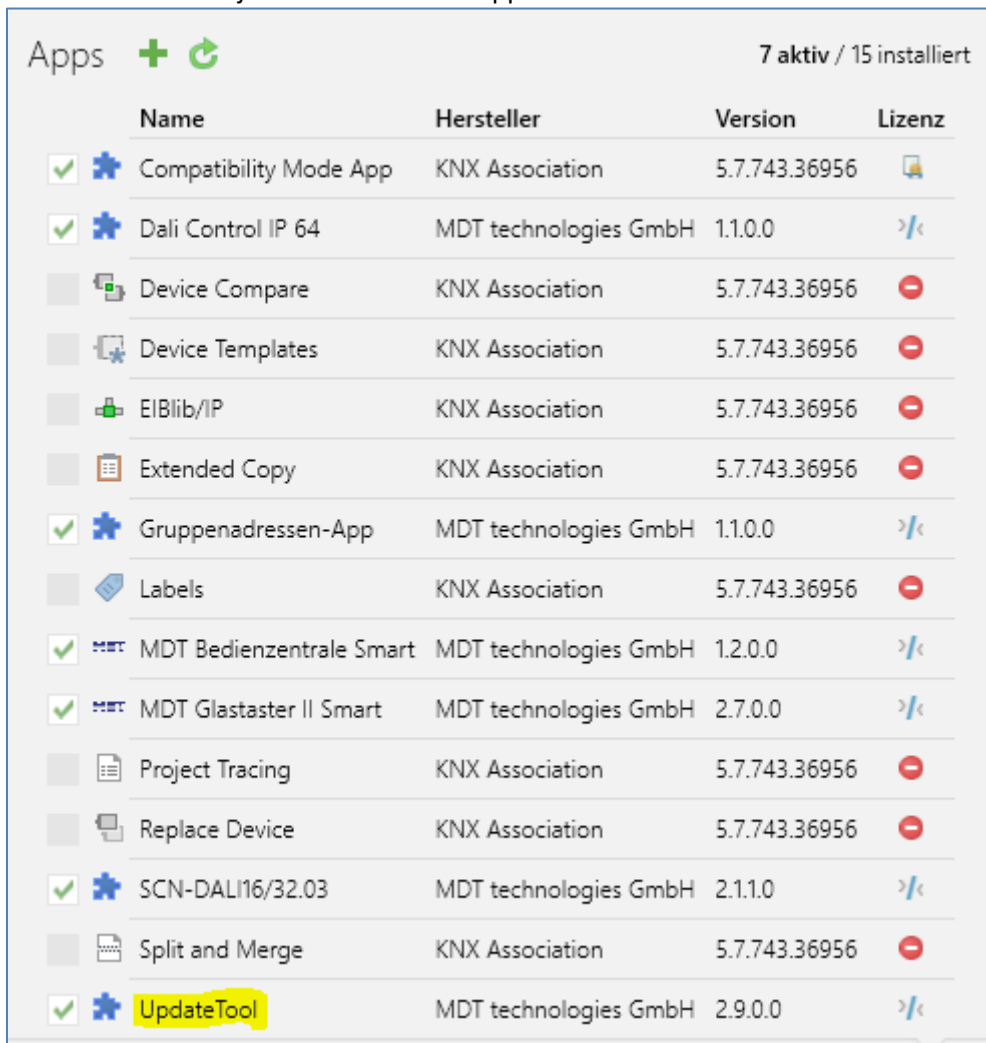 Apps 7 aktiv / 15 installiert
Name Hersteller Version Lizenz
Compatibility Mode App KNX Association 5.7.743.36956
Dali Control IP 64 MDT technologies GmbH 1.1.0.0
Device Compare KNX Association 5.7.743.36956
Device Templates KNX Association 5.7.743.36956
EIBlib/IP KNX Association 5.7.743.36956
Extended Copy KNX Association 5.7.743.36956
Gruppenadressen-App MDT technologies GmbH 1.1.0.0
Labels KNX Association 5.7.743.36956
MDT MDT Bedienzentrale Smart MDT technologies GmbH 1.2.0.0
MDT MDT Glastaster II Smart MDT technologies GmbH 2.7.0.0
Project Tracing KNX Association 5.7.743.36956
Replace Device KNX Association 5.7.743.36956
SCN-DALI16/32.03 MDT technologies GmbH 2.1.1.0
Split and Merge KNX Association 5.7.743.36956
UpdateTool MDT technologies GmbH 2.9.0.0